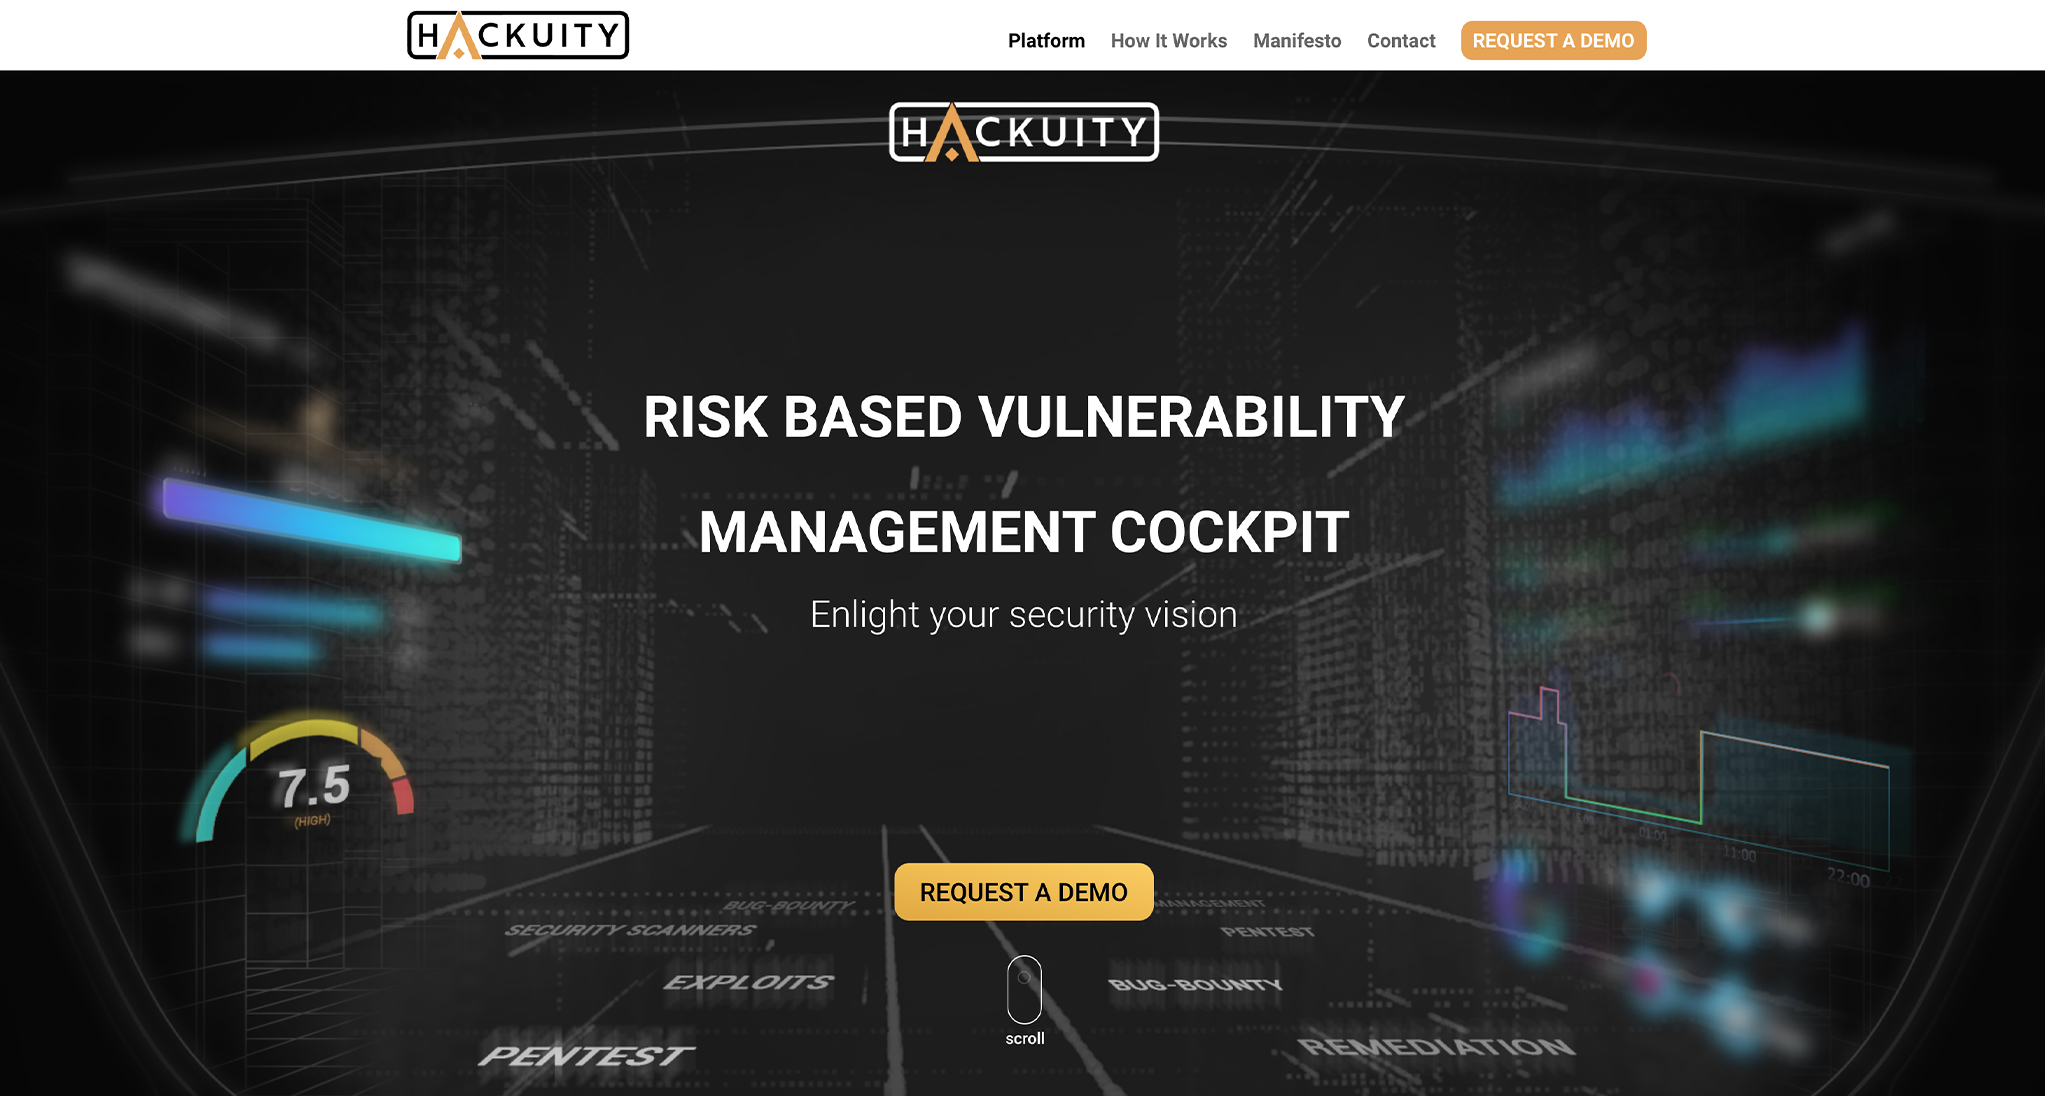 HACKUITY
Platform How It Works Manifesto Contact REQUEST A DEMO
HACKUITY
RISK BASED VULNERABILITY
MANAGEMENT COCKPIT
Enlight your security vision
7.5
(HIGH)
01:00
11:00
22:00
REQUEST A DEMO
BUG-BOUNTY
MANAGEMENT
SECURITY SCANNERS
PENTEST
EXPLOITS
BUG-BOUNTY
scroll
PENTEST
REMEDIATION